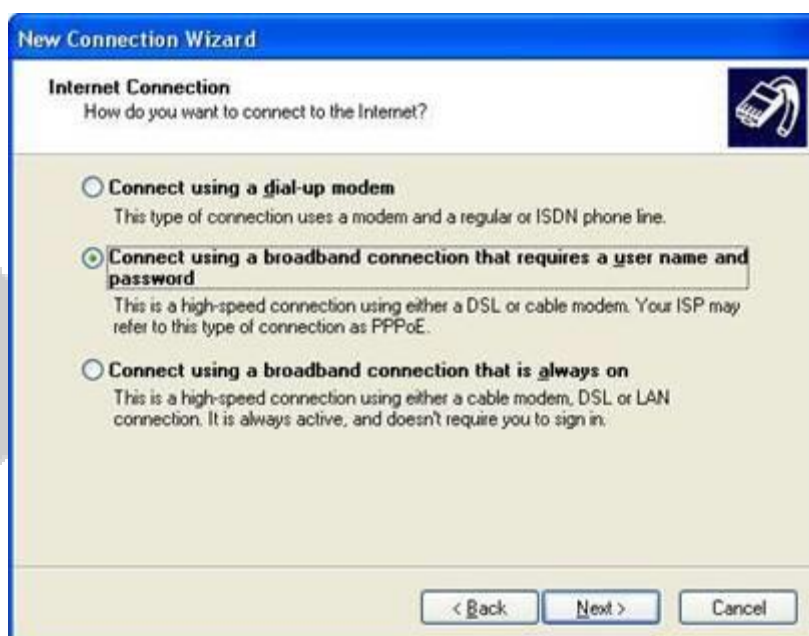 New Connection Wizard
Internet Connection
How do you want to connect to the Internet?
Connect using a dial-up modem
This type of connection uses a modem and a regular or ISDN phone line.
Connect using a broadband connection that requires a user name and
password
This is a high-speed connection using either a DSL or cable modem. Your ISP may
refer to this type of connection as PPPoE.
Connect using a broadband connection that is always on
This is a high-speed connection using either a cable modem, DSL or LAN
connection. It is always active, and doesn't require you to sign in.
< Back
Next >
Cancel